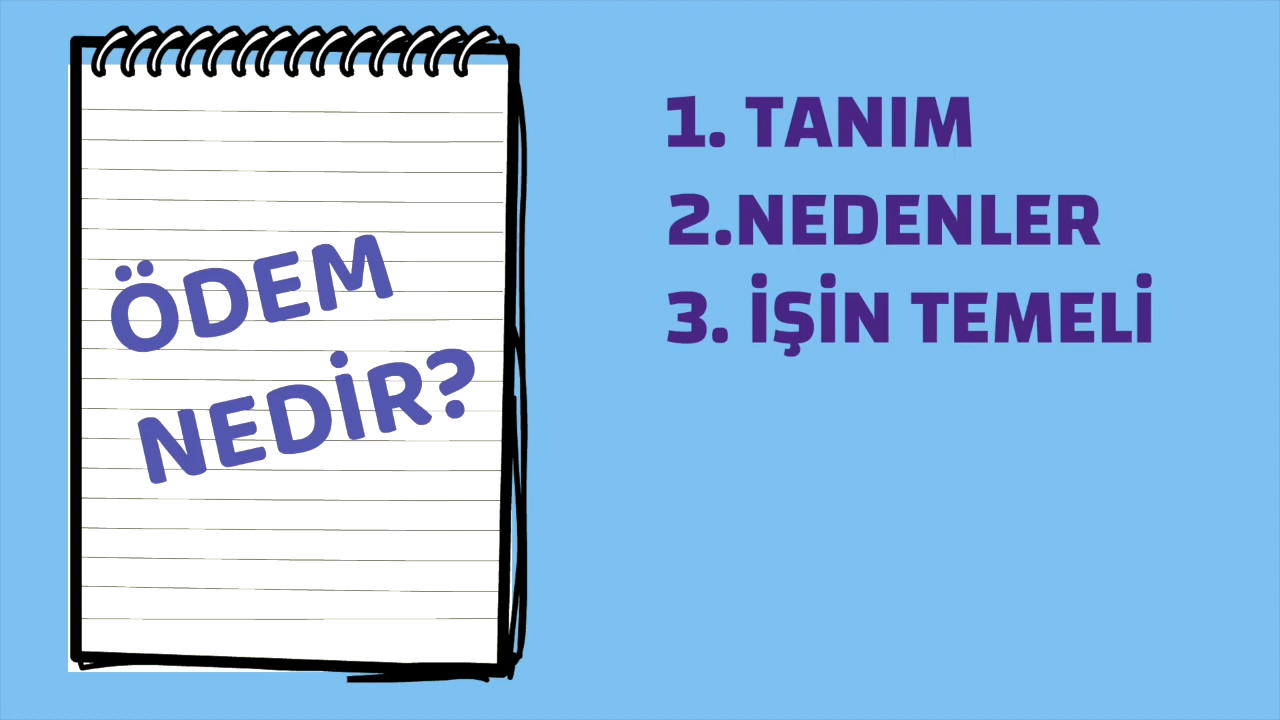 ÖDEM
NEDİR?
1. TANIM
2.NEDENLER
3. İŞİN TEMELİ